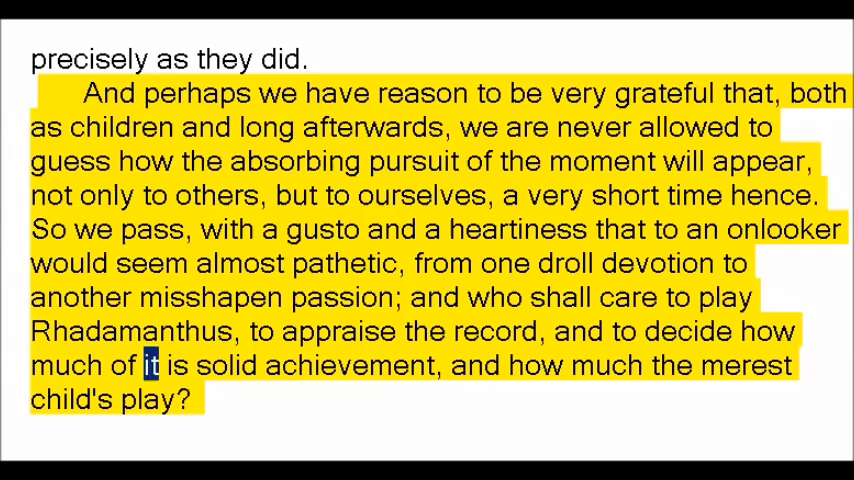 precisely as they did.
And perhaps we have reason to be very grateful that, both
as children and long afterwards, we are never allowed to
guess how the absorbing pursuit of the moment will appear,
not only to others, but to ourselves, a very short time hence.
So we pass, with a gusto and a heartiness that to an onlooker
would seem almost pathetic, from one droll devotion to
another misshapen passion; and who shall care to play
Rhadamanthus, to appraise the record, and to decide how
much of it is solid achievement, and how much the merest
child's play?